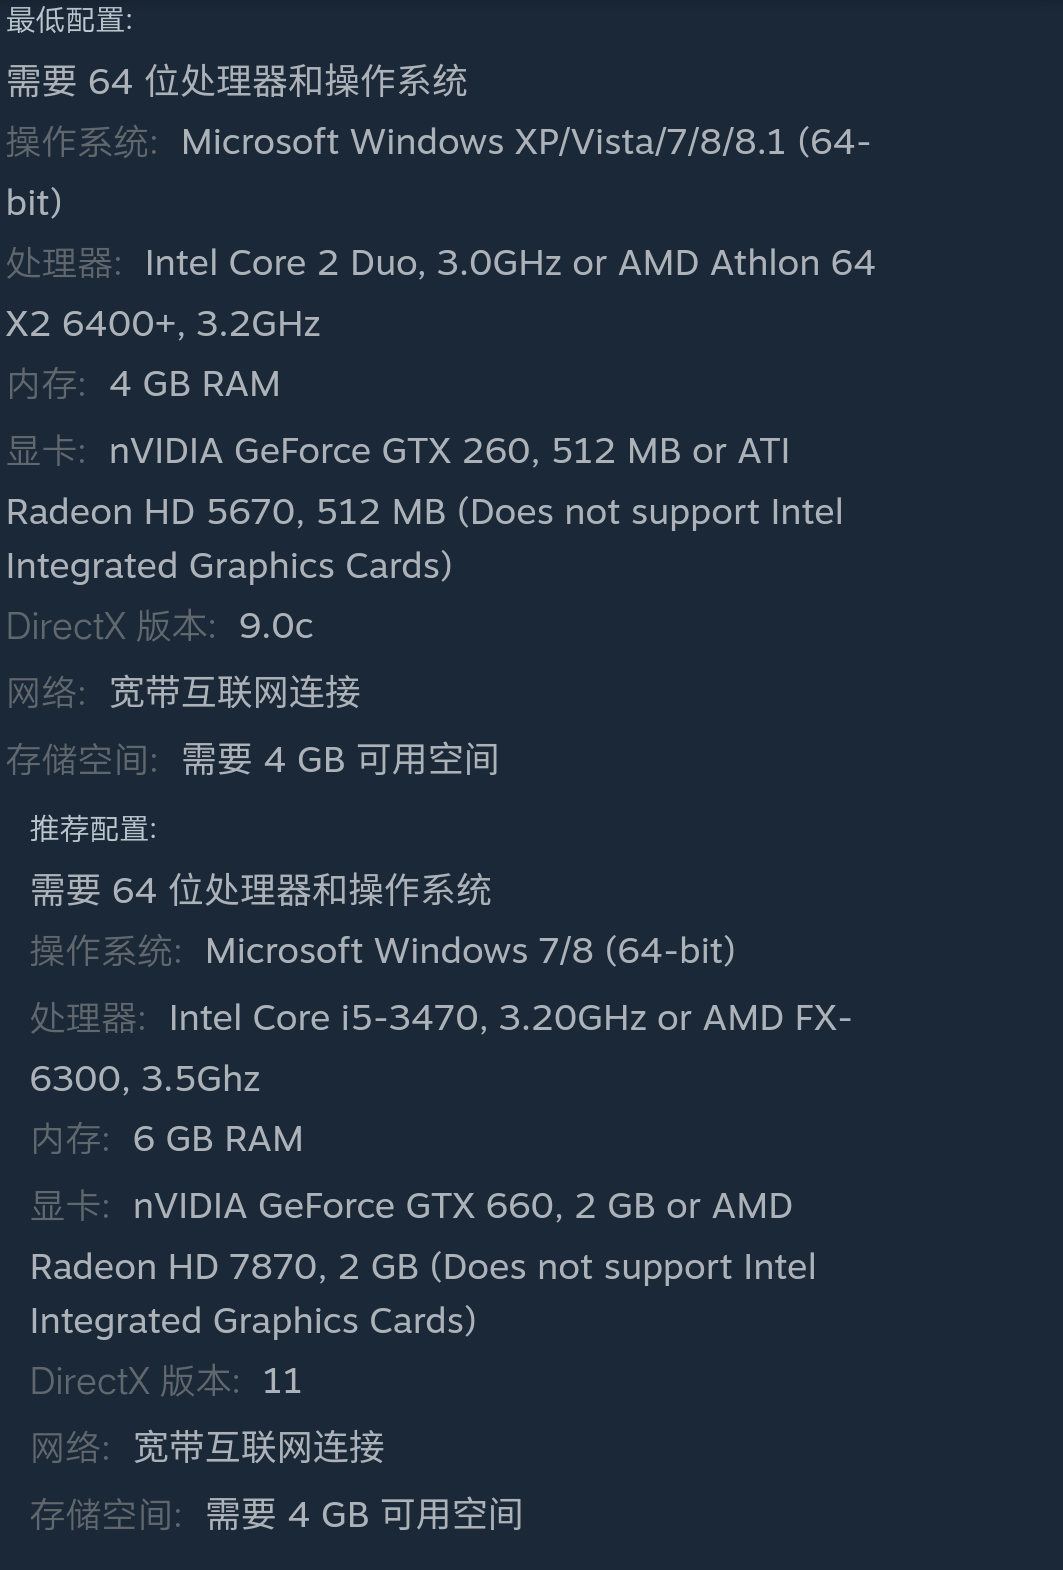 最低配置:
需要 64 位处理器和操作系统
操作系统: Microsoft Windows XP/Vista/7/8/8.1 (64-
bit)
处理器: Intel Core 2 Duo, 3.0GHz or AMD Athlon 64
X2 6400+, 3.2GHz
内存: 4 GB RAM
显卡: nVIDIA GeForce GTX 260, 512 MB or ATI
Radeon HD 5670, 512 MB (Does not support Intel
Integrated Graphics Cards)
DirectX 版本: 9.0c
网络: 宽带互联网连接
存储空间: 需要 4 GB 可用空间
推荐配置:
需要 64 位处理器和操作系统
操作系统: Microsoft Windows 7/8 (64-bit)
处理器: Intel Core i5-3470, 3.20GHz or AMD FX-
6300, 3.5Ghz
内存: 6 GB RAM
显卡: nVIDIA GeForce GTX 660, 2 GB or AMD
Radeon HD 7870, 2 GB (Does not support Intel
Integrated Graphics Cards)
DirectX 版本: 11
网络: 宽带互联网连接
存储空间: 需要 4 GB 可用空间